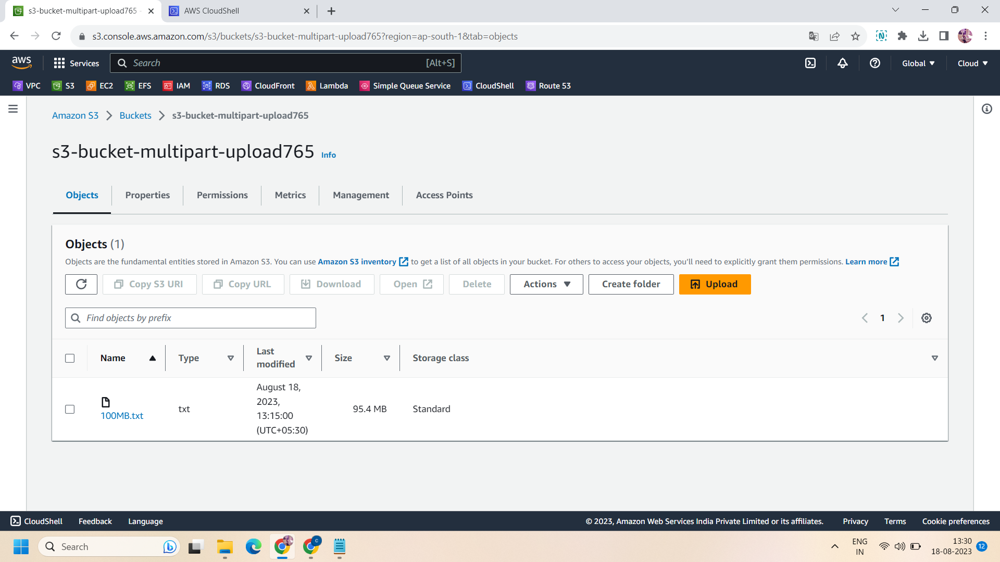 s3-bucket-multipart-upload765 -
AWS CloudShell
s3.console.aws.amazon.com/s3/buckets/s3-bucket-multipart-upload765?region=ap-south-1&tab=objects
aws
Services
Search
[Alt+S]
Global
Cloud
VPC
S3
EC2
EFS
IAM
RDS
CloudFront
Lambda
Simple Queue Service
CloudShell
Route 53
Amazon S3
Buckets
s3-bucket-multipart-upload765
s3-bucket-multipart-upload765 Info
Objects
Properties
Permissions
Metrics
Management
Access Points
Objects (1)
Objects are the fundamental entities stored in Amazon S3. You can use Amazon S3 inventory to get a list of all objects in your bucket. For others to access your objects, you’ll need to explicitly grant them permissions. Learn more
Copy S3 URI
Copy URL
Download
Open
Delete
Actions
Create folder
Upload
Find objects by prefix
1
Name
Type
Last
modified
Size
Storage class
100MB.txt
txt
August 18,
2023,
13:15:00
(UTC+05:30)
95.4 MB
Standard
CloudShell
Feedback
Language
© 2023, Amazon Web Services India Private Limited or its affiliates.
Privacy
Terms
Cookie preferences
Search
C
ENG
IN
13:30
18-08-2023
12